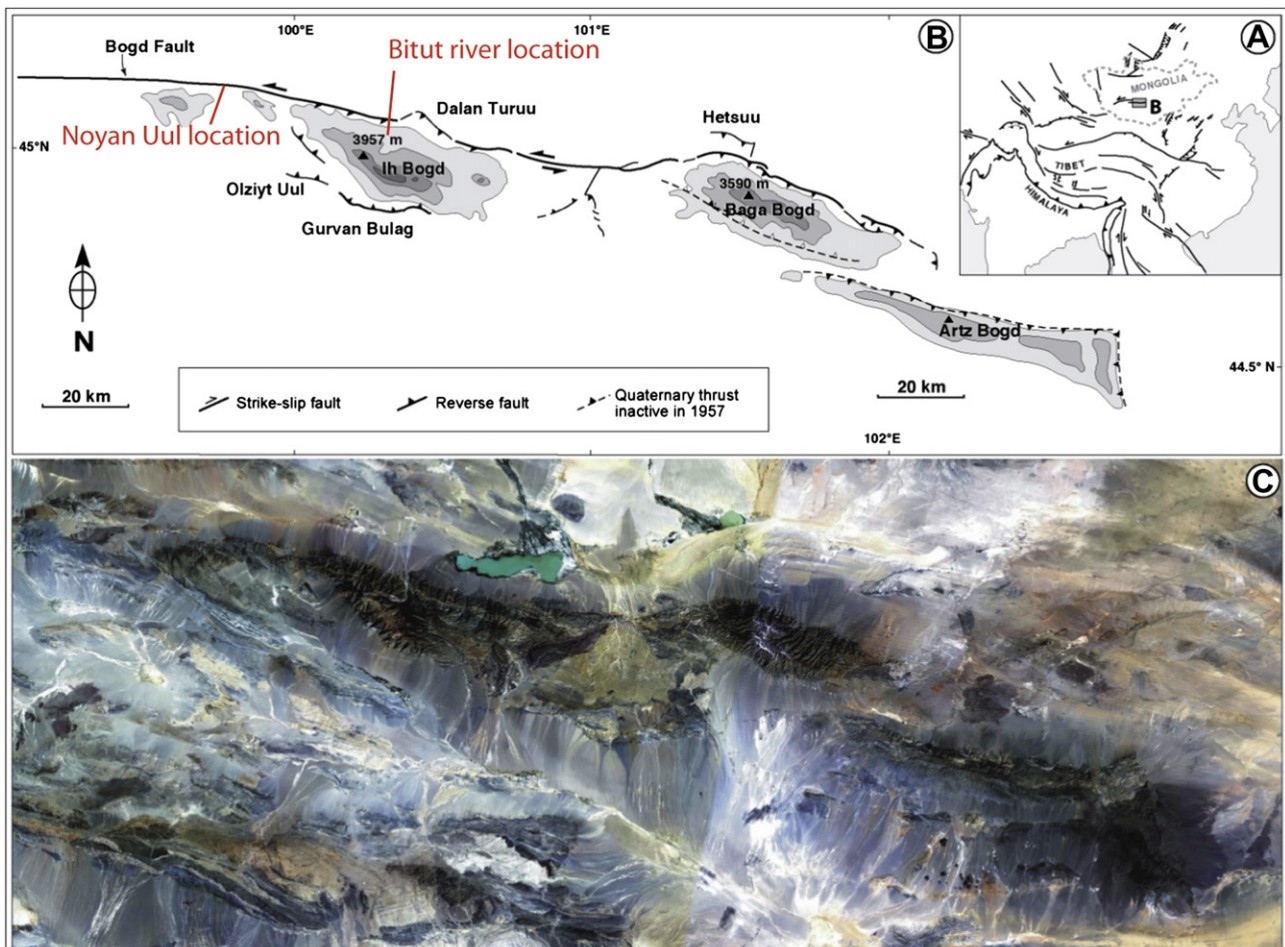 100°E
101°E
B
A
Bogd Fault
Bitut river location
MONGOLIA
B
Dalan Turuu
Hetsuu
Noyan Uul location
45°N
3957 m
Ih Bogd
TIBET
3590 m
Olziyt Uul
Baga Bogd
HIMALAYA
Gurvan Bulag
N
Artz Bogd
44.5° N
20 km
Strike-slip fault
Reverse fault
Quaternary thrust
inactive in 1957
20 km
102°E
C